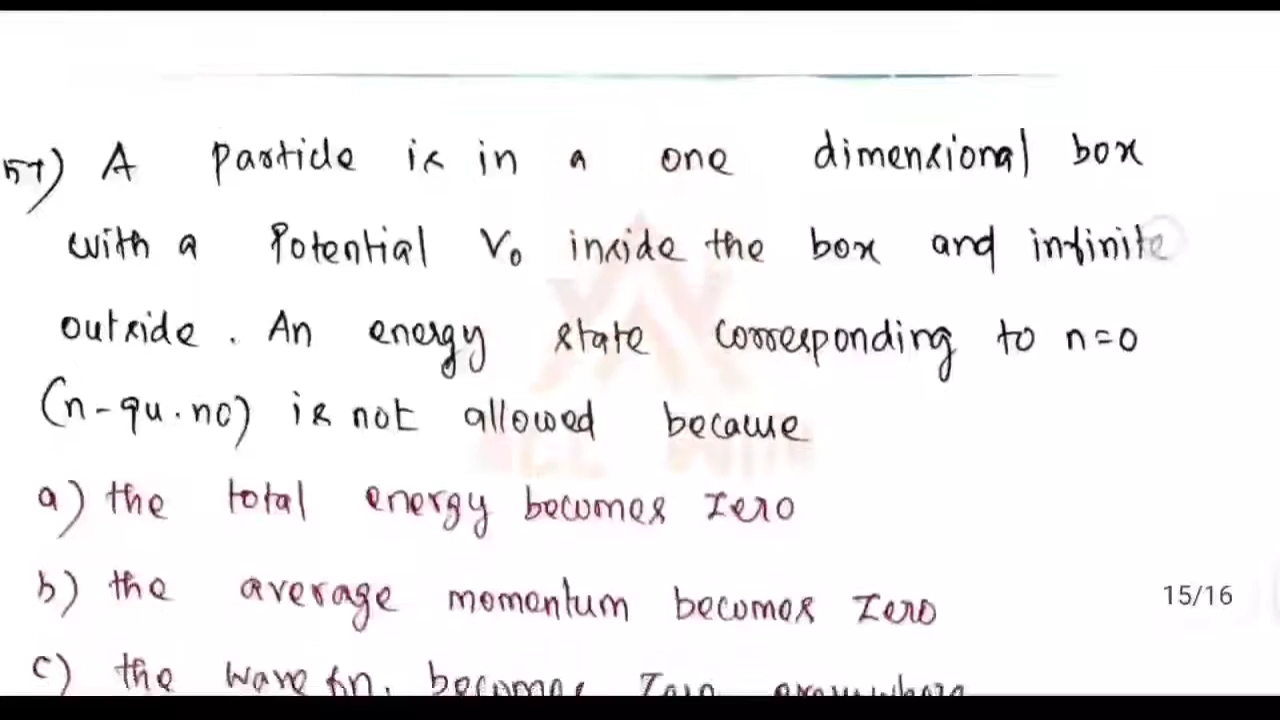 57) A particle is in a one dimensional box
with a Potential V₀ inside the box and infinite
outside. An energy state corresponding to n=0
(n-qu.no) is not allowed because
a) the total energy becomes zero
b) the average momentum becomes zero
15/16
c) the wave fn. becomes zero everywhere